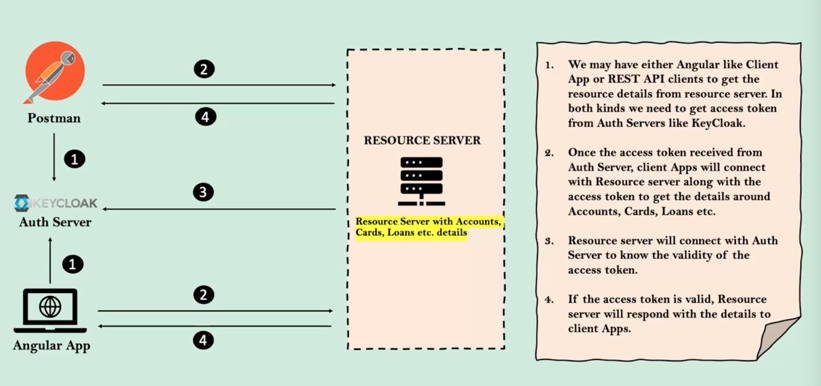 Postman
1
KEYCLOAK
Auth Server
1
Angular App
2
4
3
2
4
RESOURCE SERVER
Resource Server with Accounts,
Cards, Loans etc. details
1. We may have either Angular like Client
App or REST API clients to get the
resource details from resource server. In
both kinds we need to get access token
from Auth Servers like KeyCloak.
2. Once the access token received from
Auth Server, client Apps will connect
with Resource server along with the
access token to get the details around
Accounts, Cards, Loans etc.
3. Resource server will connect with Auth
Server to know the validity of the
access token.
4. If the access token is valid, Resource
server will respond with the details to
client Apps.